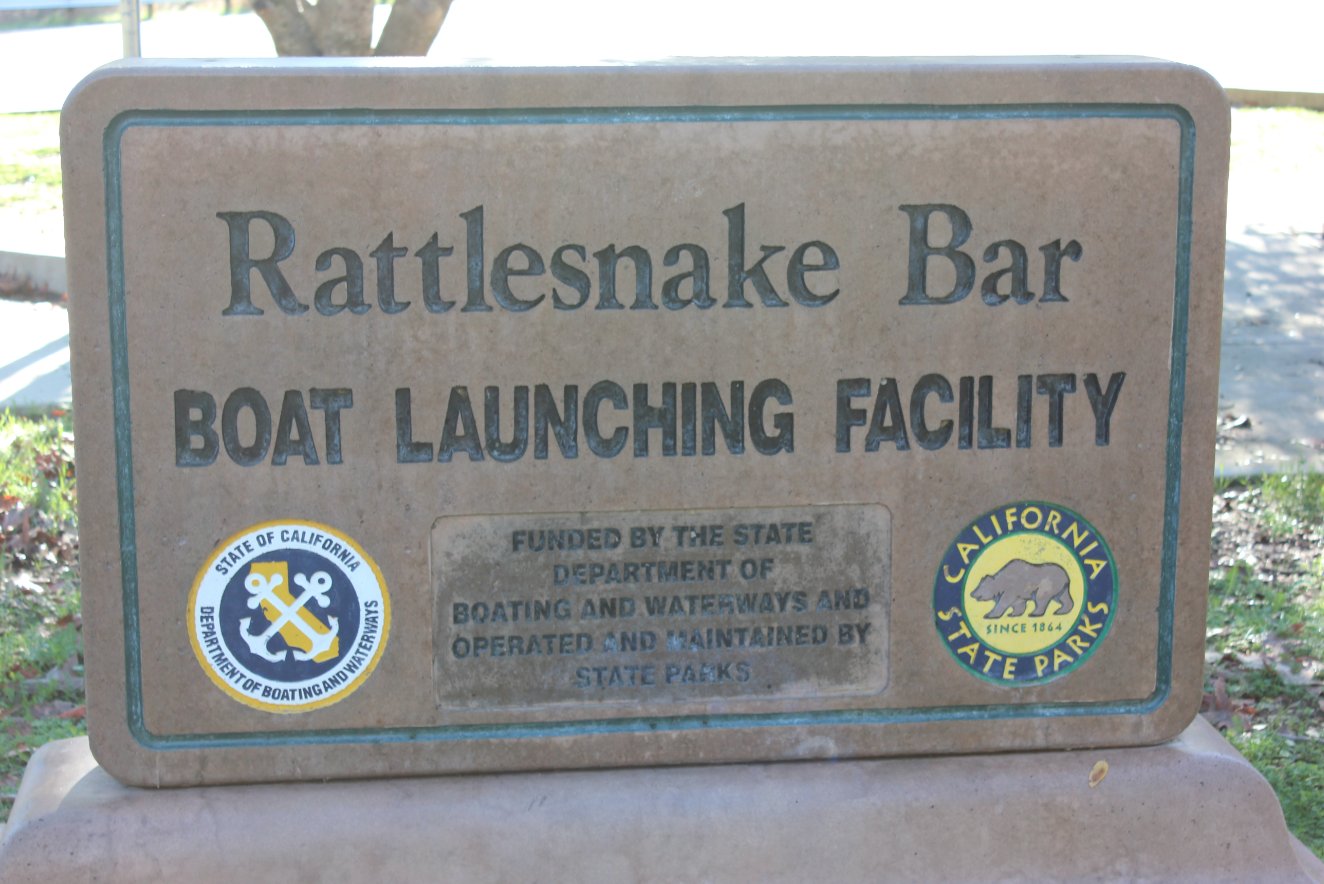 Rattlesnake Bar
BOAT LAUNCHING FACILITY
STATE OF CALIFORNIA
DEPARTMENT OF BOATING AND WATERWAYS
FUNDED BY THE STATE
DEPARTMENT OF
BOATING AND WATERWAYS AND
OPERATED AND MAINTAINED BY
STATE PARKS
CALIFORNIA
SINCE 1864
STATE PARKS